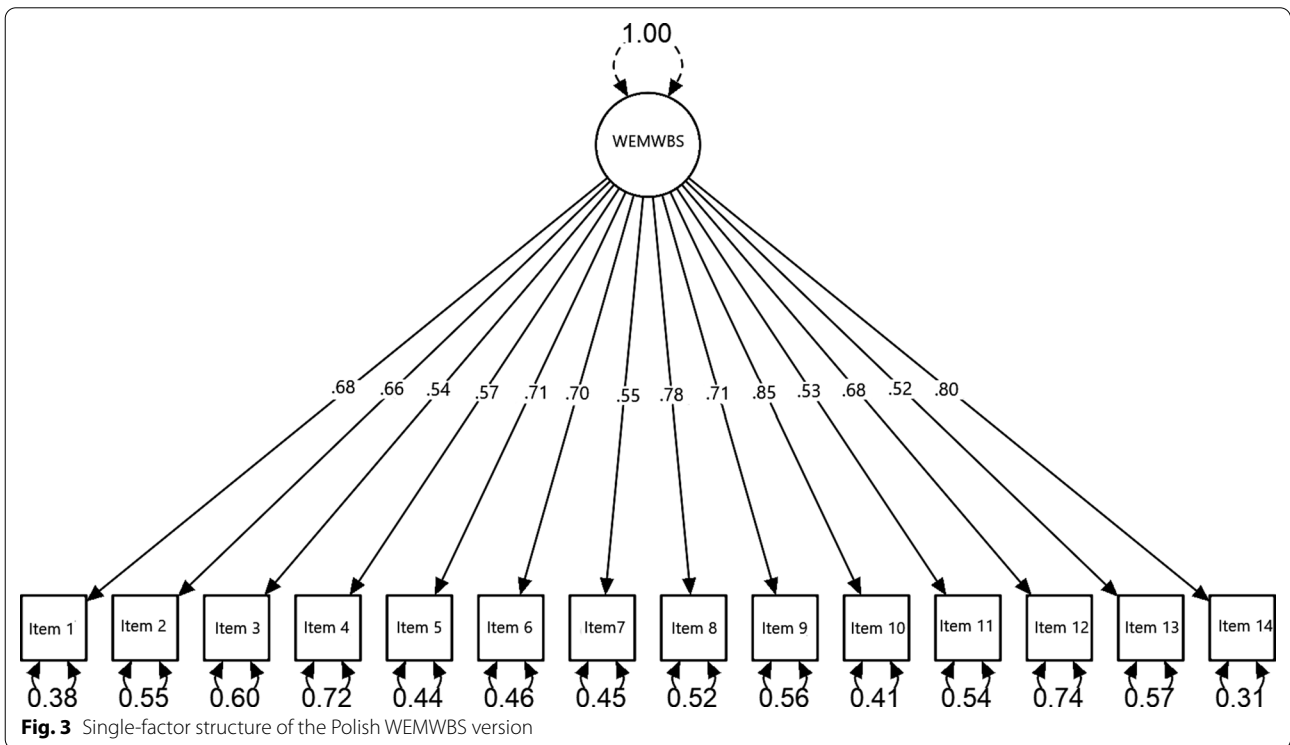 1.00
WEMWBS
.68 .66 .54 .57 .71 .70 .55 .78 .71 .85 .53 .68 .52 .80
Item 1 Item 2 Item 3 Item 4 Item 5 Item 6 Item7 Item 8 Item 9 Item 10 Item 11 Item 12 Item 13 Item 14
0.38 0.55 0.60 0.72 0.44 0.46 0.45 0.52 0.56 0.41 0.54 0.74 0.57 0.31
Fig. 3 Single-factor structure of the Polish WEMWBS version